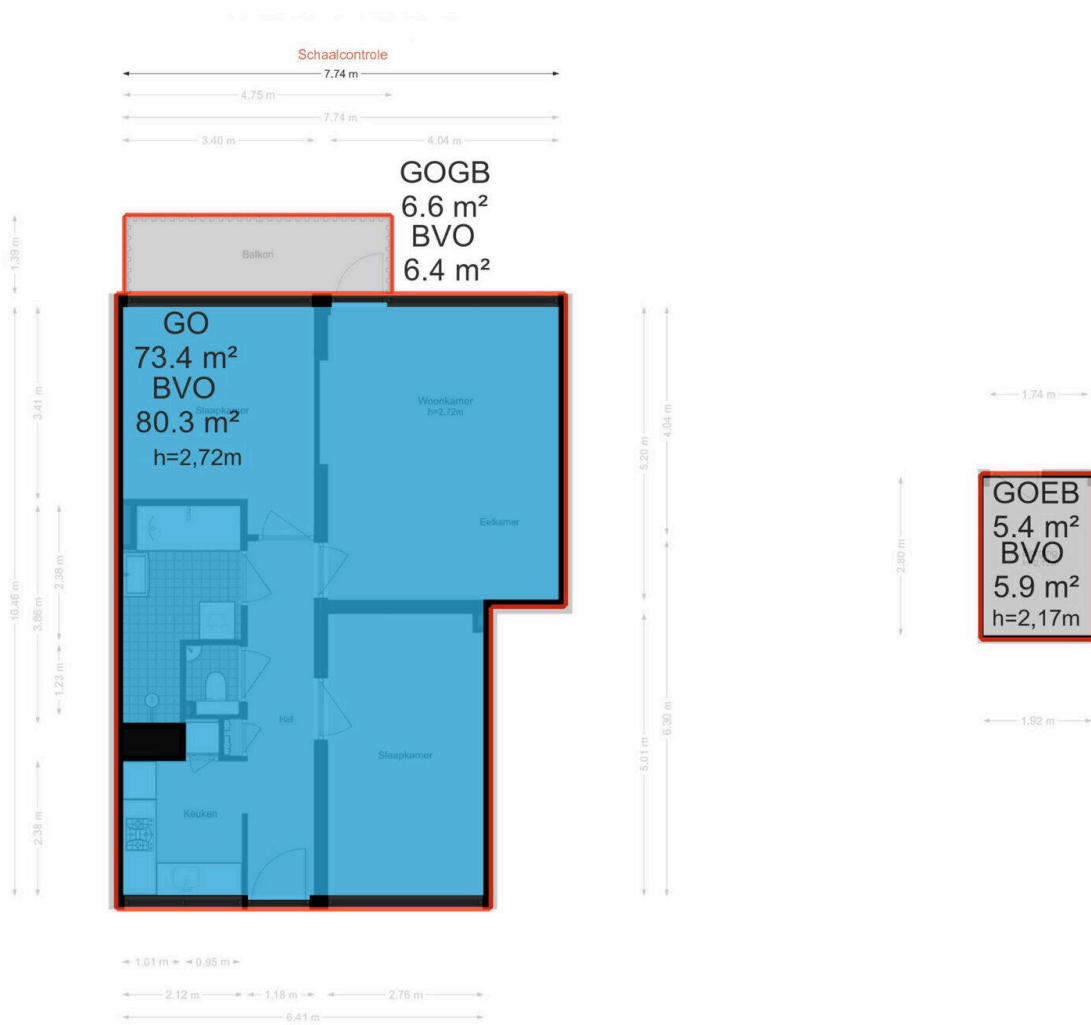 Schaalcontrole
7.74 m
4.75 m
7.74 m
3.40 m
4.04 m
GOGB
6.6 m²
BVO
6.4 m²
1.39 m
Balkon
GO
73.4 m²
BVO
80.3 m²
h=2,72m
Slaapkamer
Woonkamer
h=2,72m
Eetkamer
3.41 m
10.46 m
3.86 m
2.38 m
1.23 m
2.38 m
5.20 m
4.04 m
6.30 m
5.01 m
Hal
Slaapkamer
Keuken
1.74 m
2.80 m
GOEB
5.4 m²
BVO
5.9 m²
h=2,17m
1.92 m
1.01 m
0.95 m
2.12 m
1.18 m
2.76 m
6.41 m